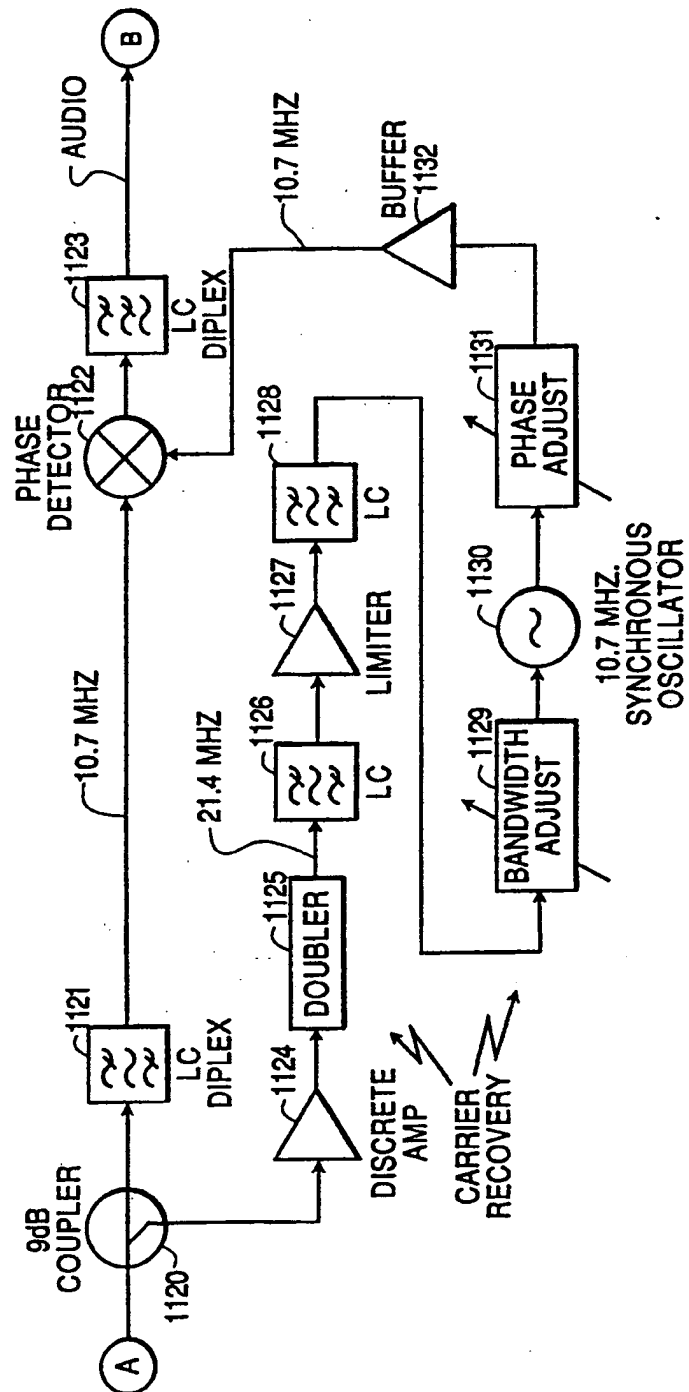 A
9dB
COUPLER
1120
1121
LC
DIPLEX
10.7 MHZ
PHASE
DETECTOR
1122
1123
LC
DIPLEX
AUDIO
B
1124
DISCRETE
AMP
1125
DOUBLER
21.4 MHZ
1126
LC
1127
LIMITER
1128
LC
10.7 MHZ
BUFFER
1132
CARRIER
RECOVERY
1129
BANDWIDTH
ADJUST
1130
10.7 MHZ.
SYNCHRONOUS
OSCILLATOR
1131
PHASE
ADJUST